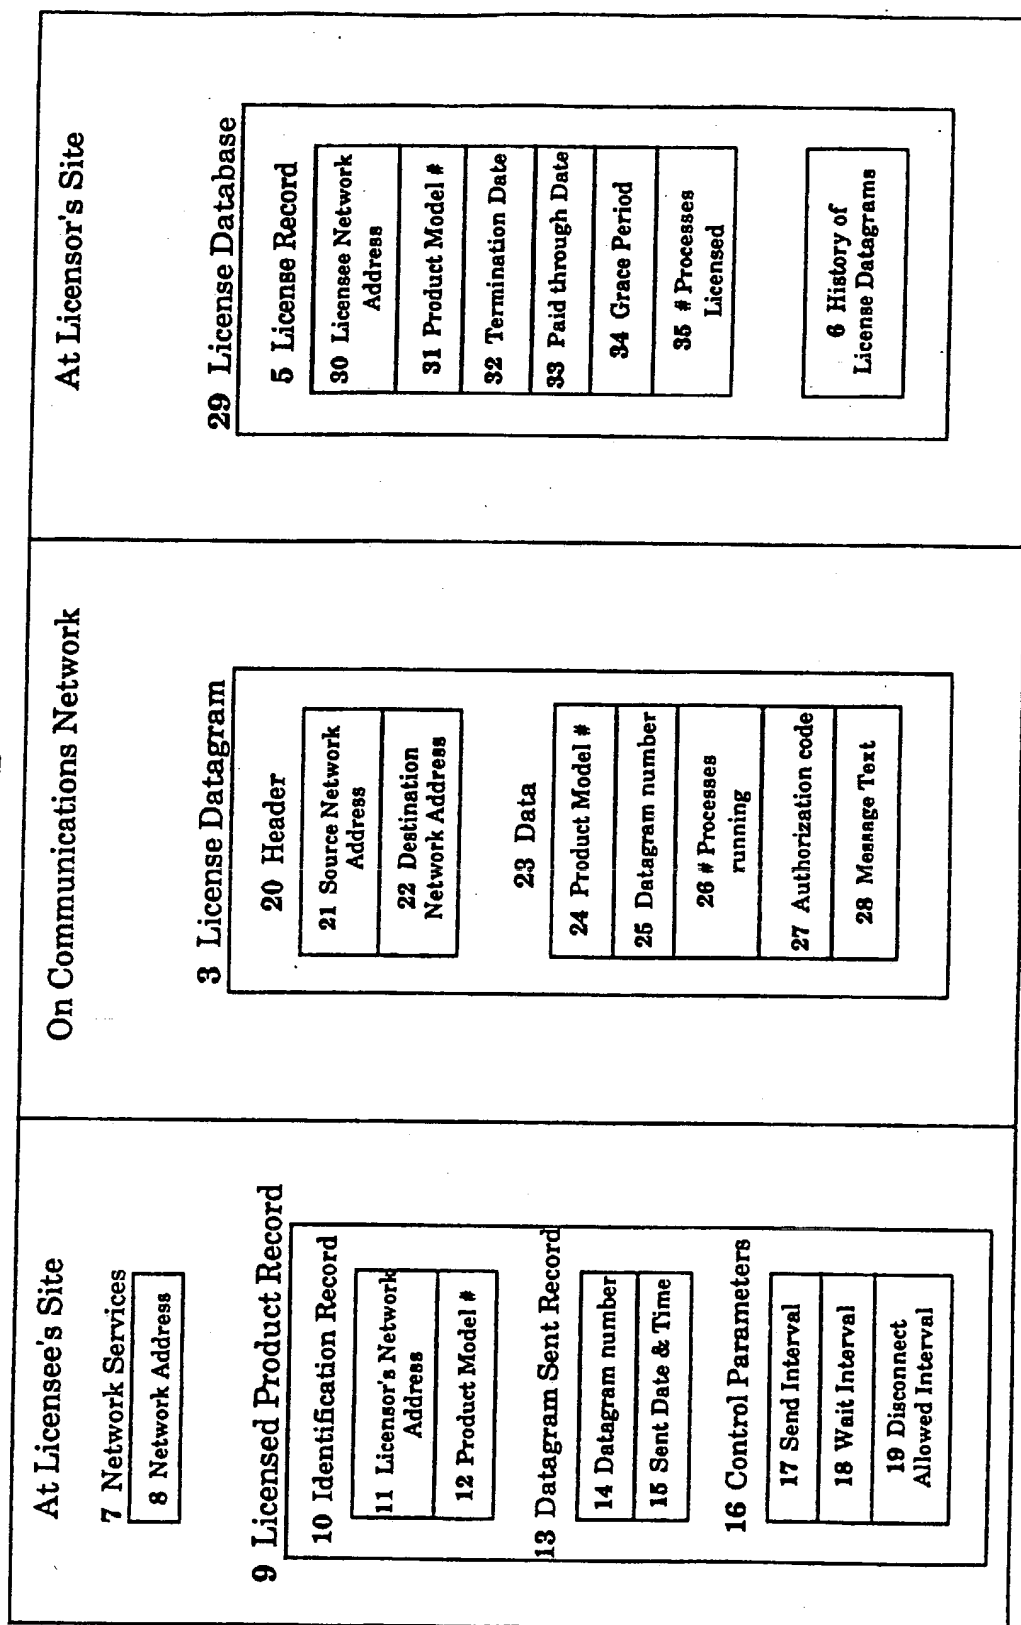 At Licensee's Site
7 Network Services
8 Network Address
9 Licensed Product Record
10 Identification Record
11 Licensor's Network
Address
12 Product Model #
13 Datagram Sent Record
14 Datagram number
15 Sent Date & Time
16 Control Parameters
17 Send Interval
18 Wait Interval
19 Disconnect
Allowed Interval
On Communications Network
3 License Datagram
20 Header
21 Source Network
Address
22 Destination
Network Address
23 Data
24 Product Model #
25 Datagram number
26 # Processes
running
27 Authorization code
28 Message Text
At Licensor's Site
29 License Database
5 License Record
30 Licensee Network
Address
31 Product Model #
32 Termination Date
33 Paid through Date
34 Grace Period
35 # Processes
Licensed
6 History of
License Datagrams